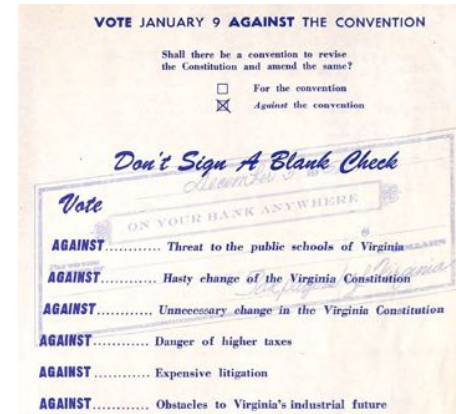 VOTE JANUARY 9 AGAINST THE CONVENTION
Shall there be a convention to revise
the Constitution and amend the same?
For the convention
Against the convention
Don't Sign A Blank Check
December
Vote
ON YOUR BANK ANYWHERE
AGAINST............ Threat to the public schools of Virginia
AGAINST............ Hasty change of the Virginia Constitution
AGAINST............ Unnecessary change in the Virginia Constitution
AGAINST............ Danger of higher taxes
AGAINST............ Expensive litigation
AGAINST............ Obstacles to Virginia's industrial future